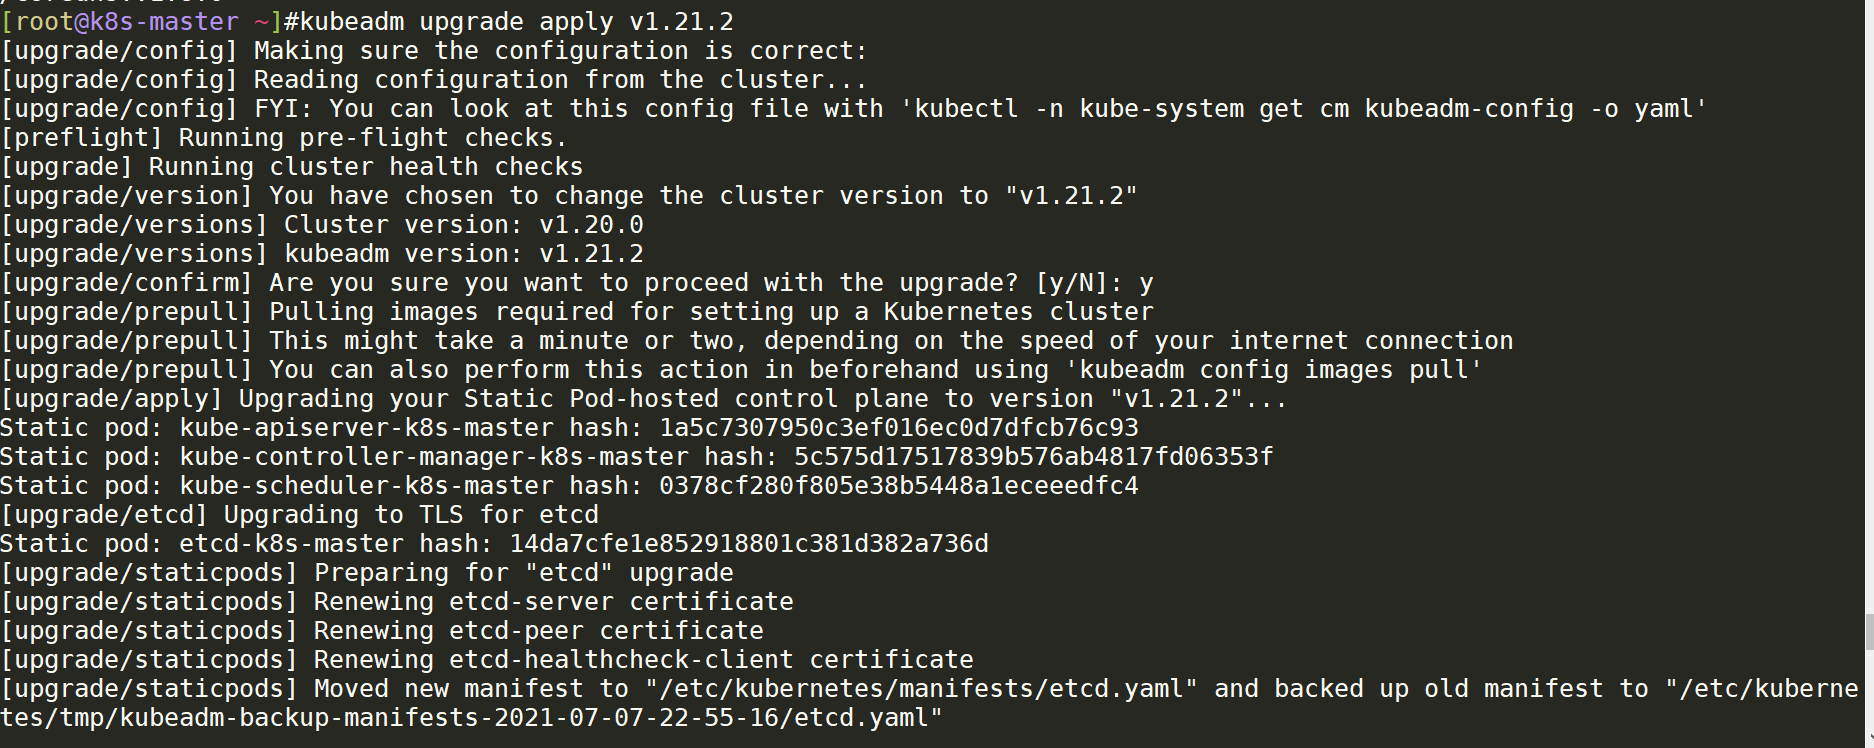 [root@k8s-master ~]#kubeadm upgrade apply v1.21.2
[upgrade/config] Making sure the configuration is correct:
[upgrade/config] Reading configuration from the cluster...
[upgrade/config] FYI: You can look at this config file with 'kubectl -n kube-system get cm kubeadm-config -o yaml'
[preflight] Running pre-flight checks.
[upgrade] Running cluster health checks
[upgrade/version] You have chosen to change the cluster version to "v1.21.2"
[upgrade/versions] Cluster version: v1.20.0
[upgrade/versions] kubeadm version: v1.21.2
[upgrade/confirm] Are you sure you want to proceed with the upgrade? [y/N]: y
[upgrade/prepull] Pulling images required for setting up a Kubernetes cluster
[upgrade/prepull] This might take a minute or two, depending on the speed of your internet connection
[upgrade/prepull] You can also perform this action in beforehand using 'kubeadm config images pull'
[upgrade/apply] Upgrading your Static Pod-hosted control plane to version "v1.21.2"...
Static pod: kube-apiserver-k8s-master hash: 1a5c7307950c3ef016ec0d7dfcb76c93
Static pod: kube-controller-manager-k8s-master hash: 5c575d17517839b576ab4817fd06353f
Static pod: kube-scheduler-k8s-master hash: 0378cf280f805e38b5448a1eceeedfc4
[upgrade/etcd] Upgrading to TLS for etcd
Static pod: etcd-k8s-master hash: 14da7cfe1e852918801c381d382a736d
[upgrade/staticpods] Preparing for "etcd" upgrade
[upgrade/staticpods] Renewing etcd-server certificate
[upgrade/staticpods] Renewing etcd-peer certificate
[upgrade/staticpods] Renewing etcd-healthcheck-client certificate
[upgrade/staticpods] Moved new manifest to "/etc/kubernetes/manifests/etcd.yaml" and backed up old manifest to "/etc/kuberne
tes/tmp/kubeadm-backup-manifests-2021-07-07-22-55-16/etcd.yaml"